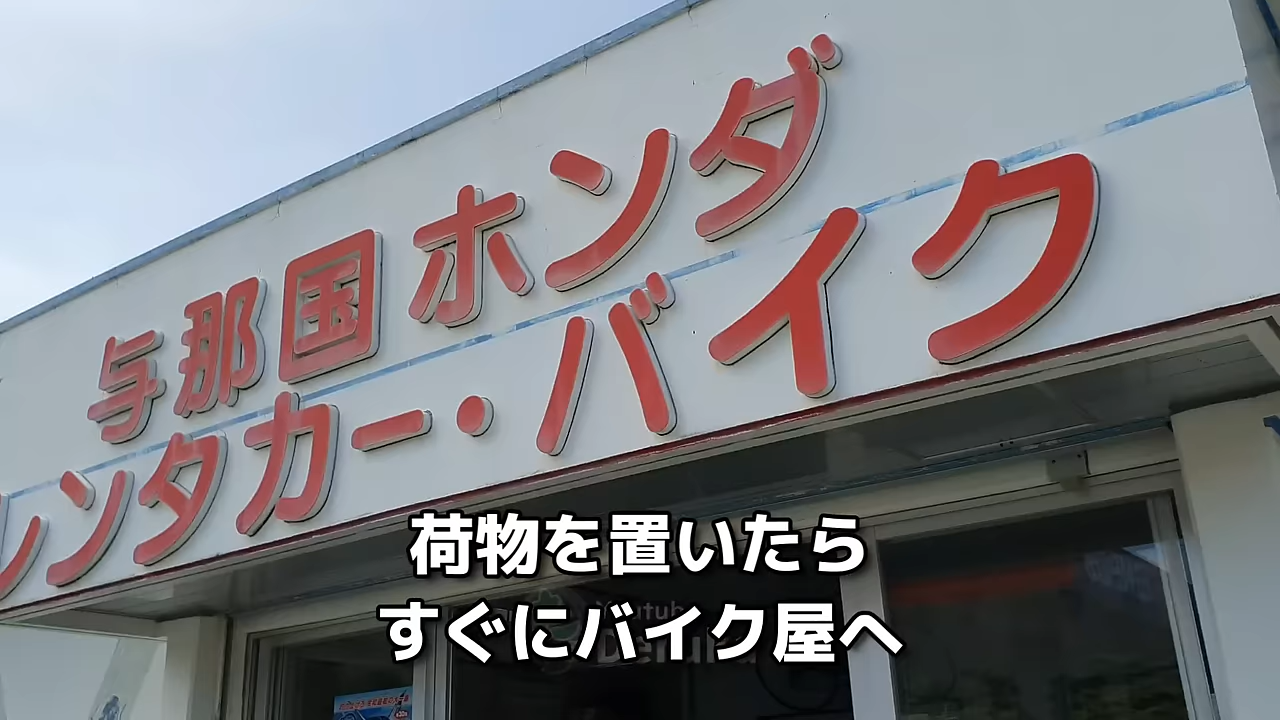 与那国 ホンダ
レンタカー・バイク
荷物を置いたら
すぐにバイク屋へ